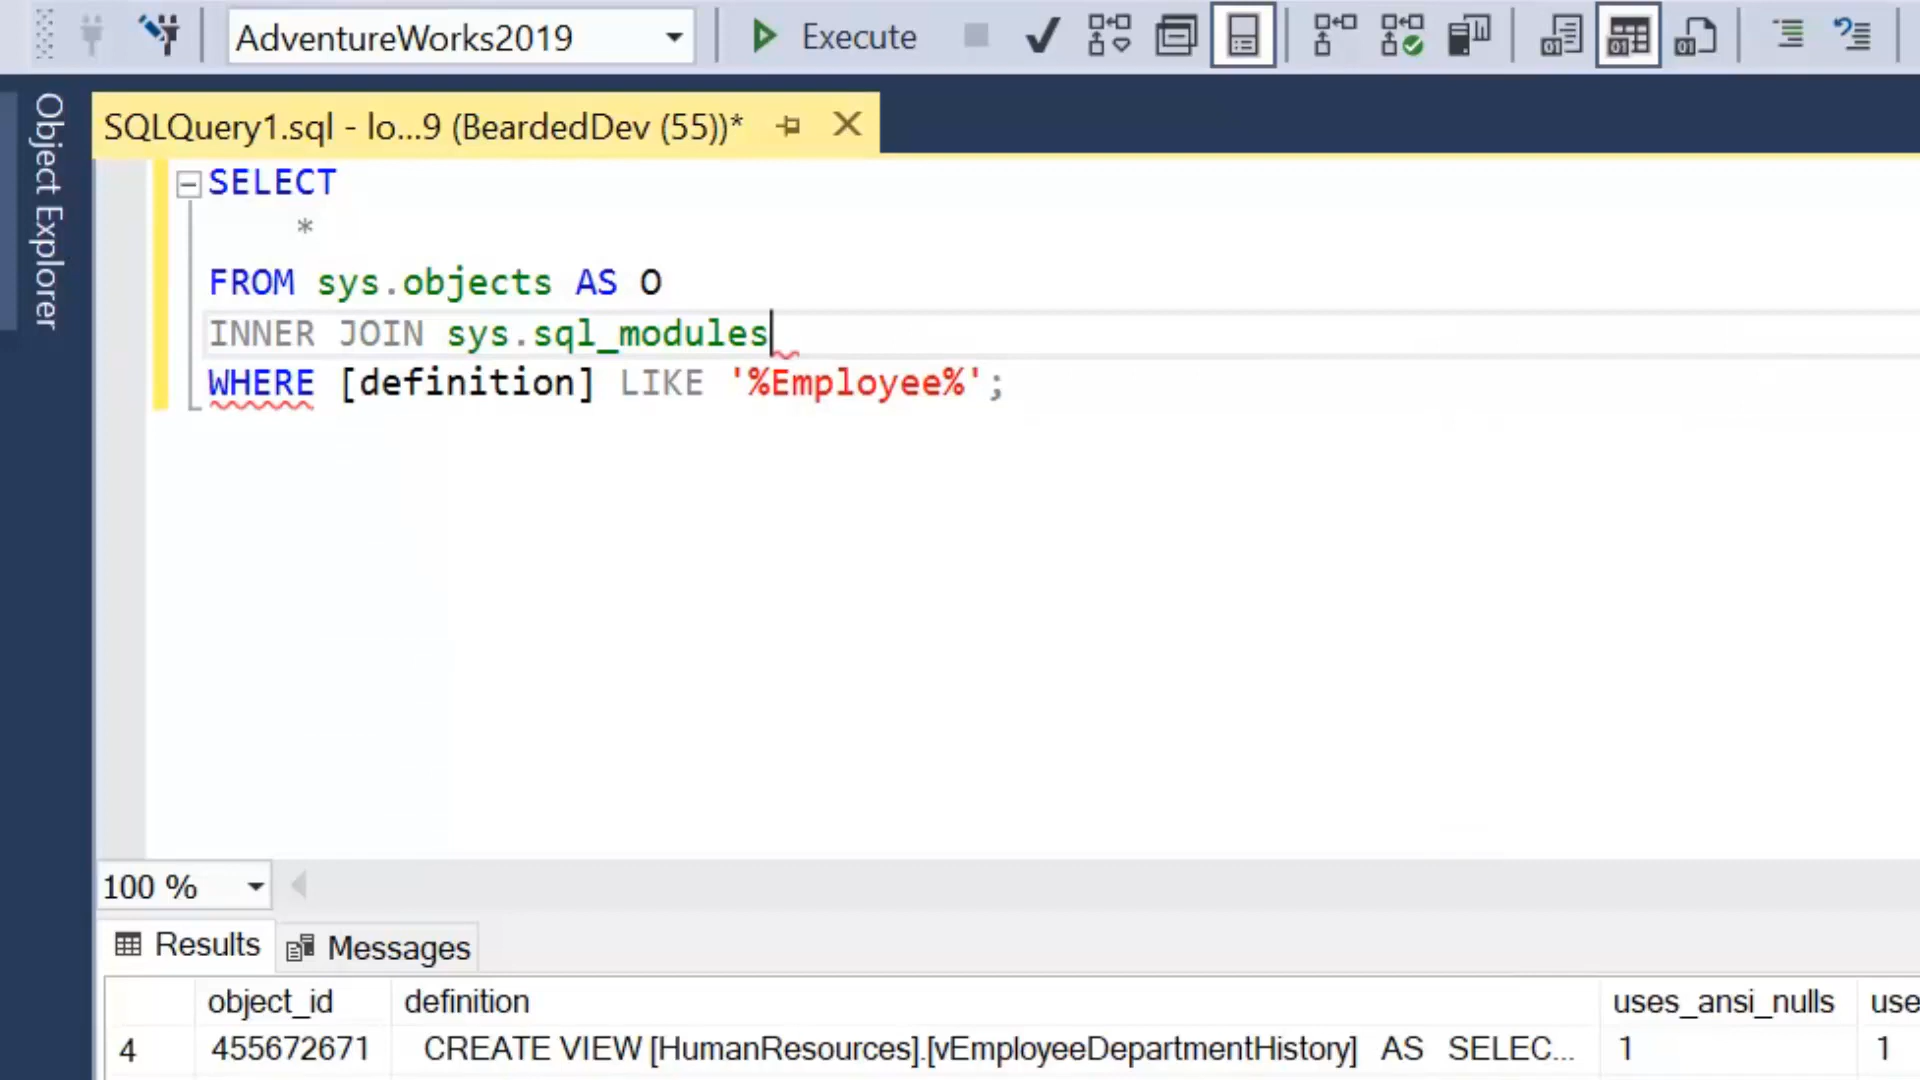 AdventureWorks2019 Execute
Object Explorer
SQLQuery1.sql - lo...9 (BeardedDev (55))*
SELECT
*
FROM sys.objects AS O
INNER JOIN sys.sql_modules
WHERE [definition] LIKE '%Employee%';
100 %
Results Messages
object_id definition uses_ansi_nulls use
4 455672671 CREATE VIEW [HumanResources].[vEmployeeDepartmentHistory] AS SELEC... 1 1